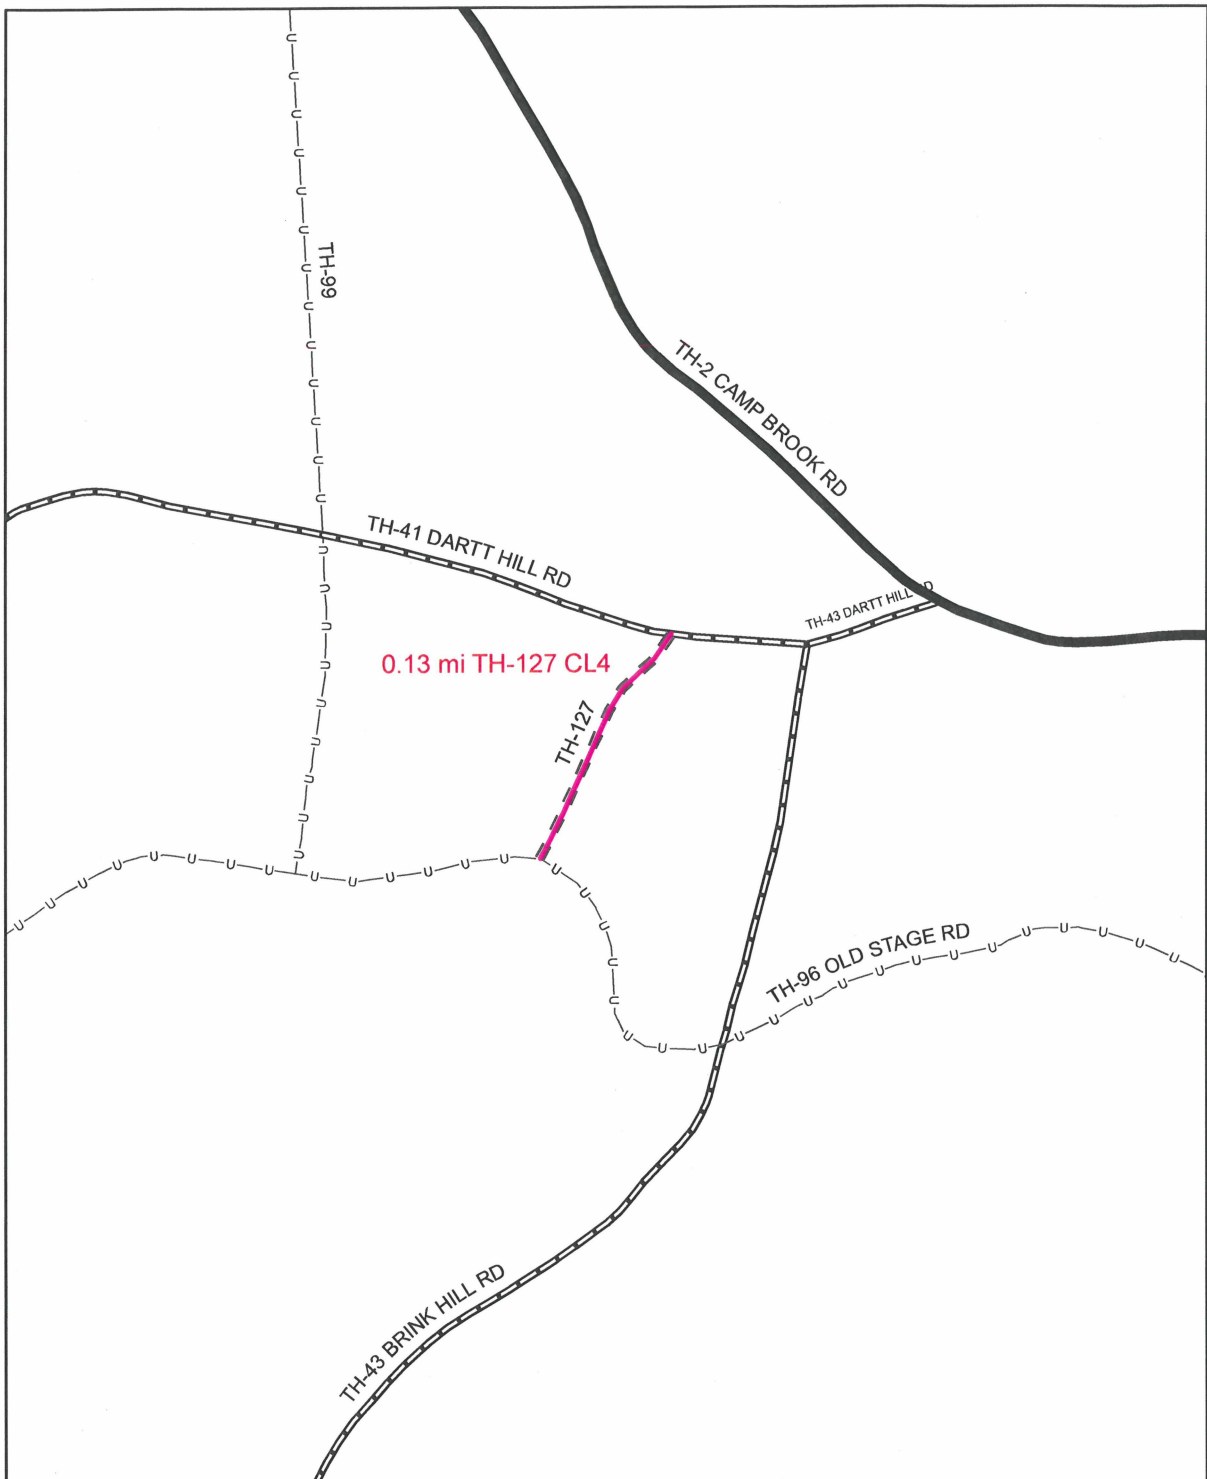 TH-99
TH-2 CAMP BROOK RD
TH-41 DARTT HILL RD
TH-43 DARTT HILL RD
0.13 mi TH-127 CL4
TH-127
TH-96 OLD STAGE RD
TH-43 BRINK HILL RD